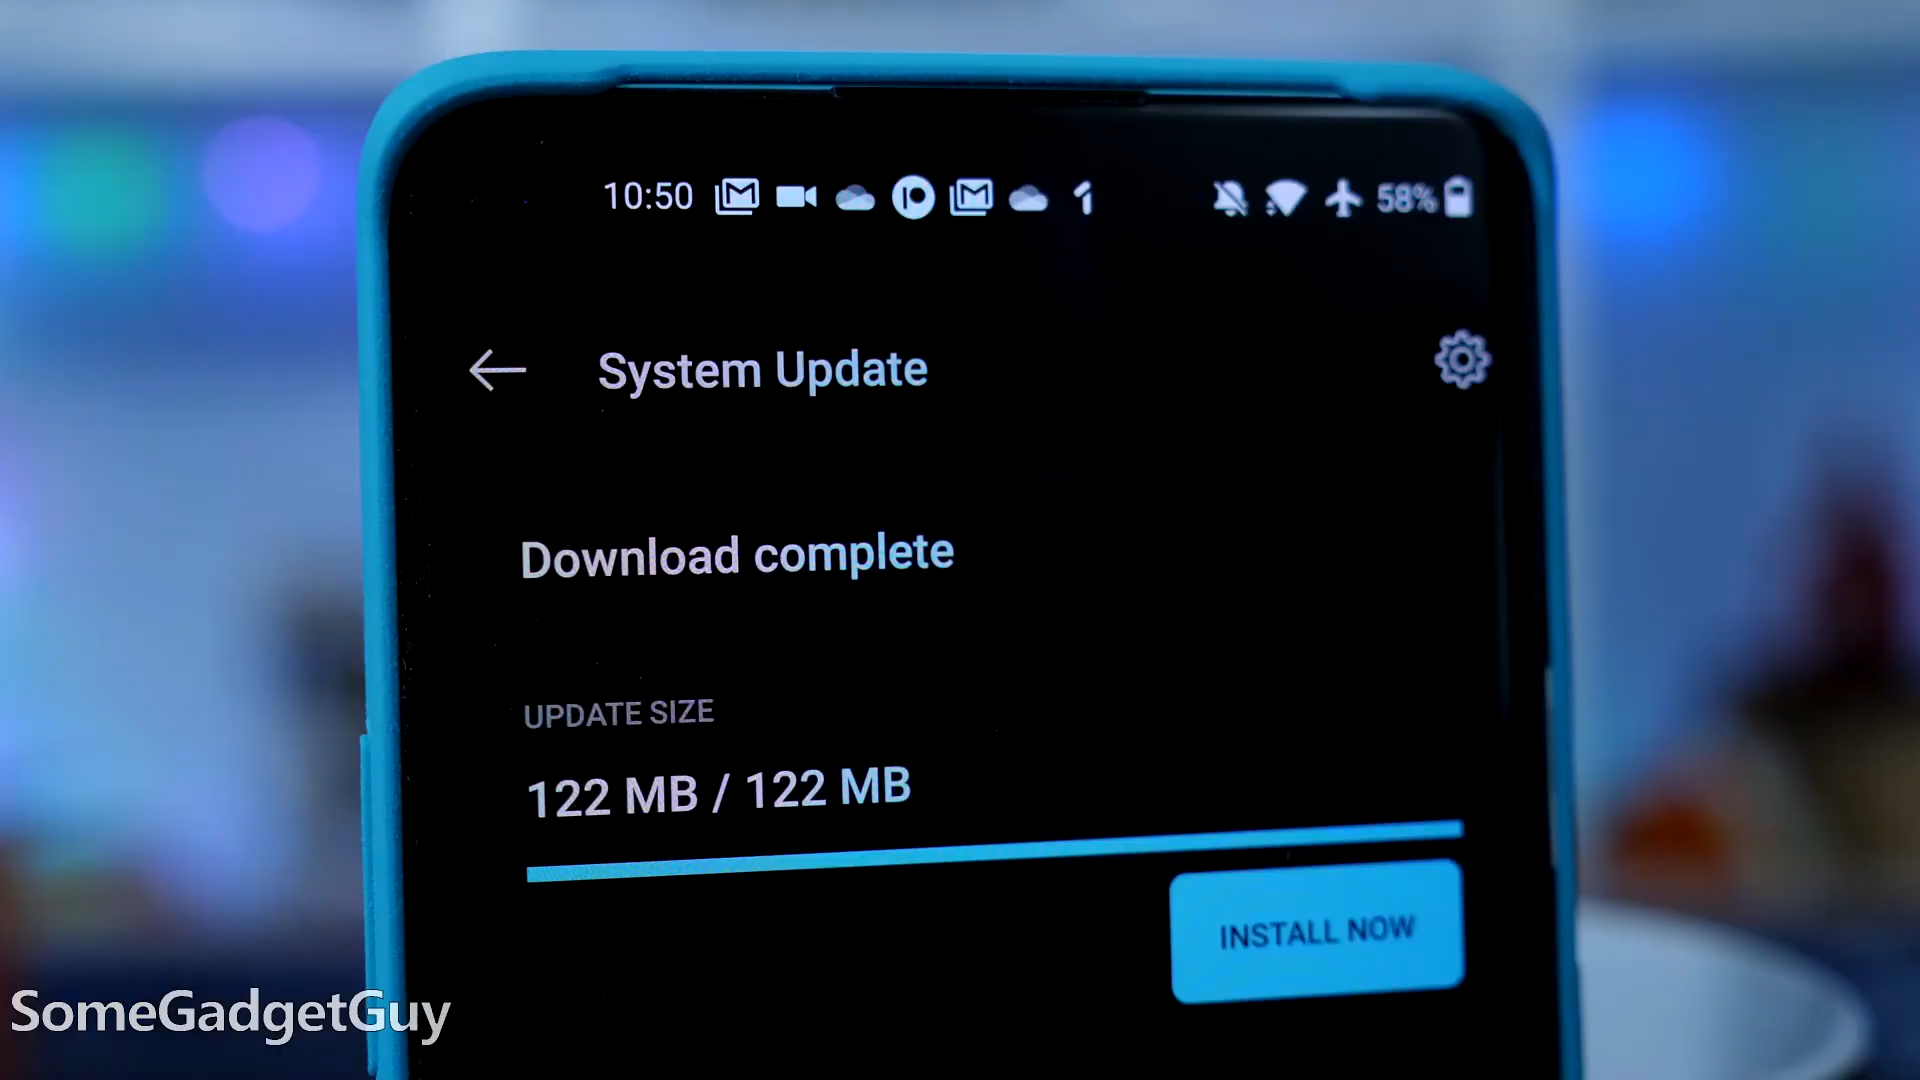 10:50 58%
System Update
Download complete
UPDATE SIZE
122 MB / 122 MB
INSTALL NOW
SomeGadgetGuy